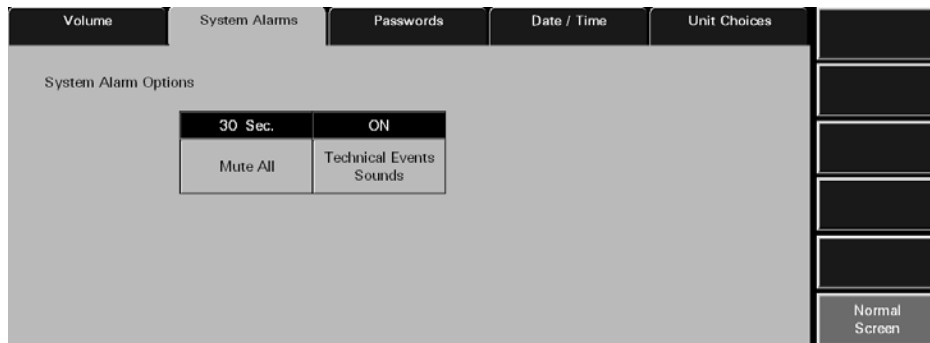 Volume
System Alarms
Passwords
Date / Time
Unit Choices
System Alarm Options
30 Sec.
ON
Mute All
Technical Events
Sounds
Normal
Screen